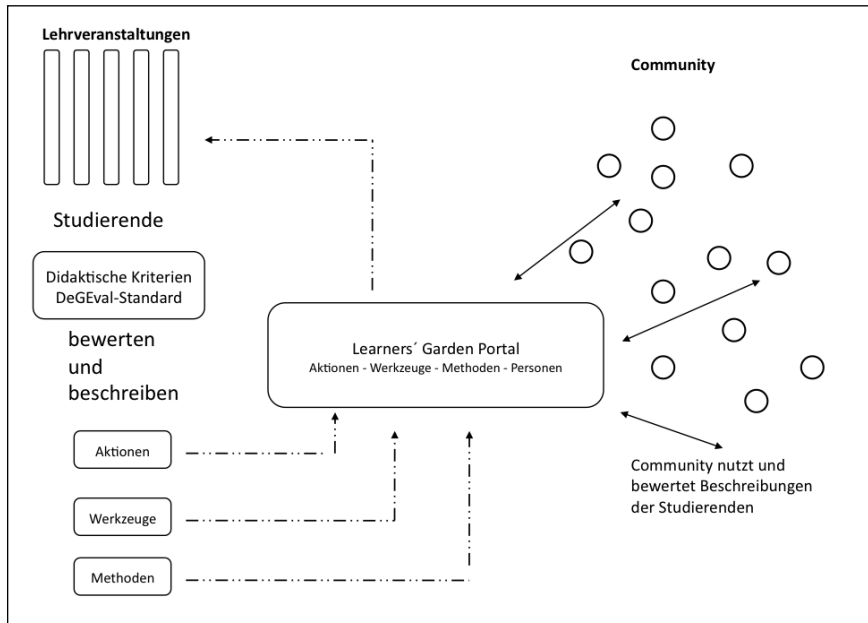 Lehrveranstaltungen
Studierende
Didaktische Kriterien
DeGEval-Standard
bewerten
und
beschreiben
Aktionen
Werkzeuge
Methoden
Learners´ Garden Portal
Aktionen - Werkzeuge - Methoden - Personen
Community
Community nutzt und
bewertet Beschreibungen
der Studierenden